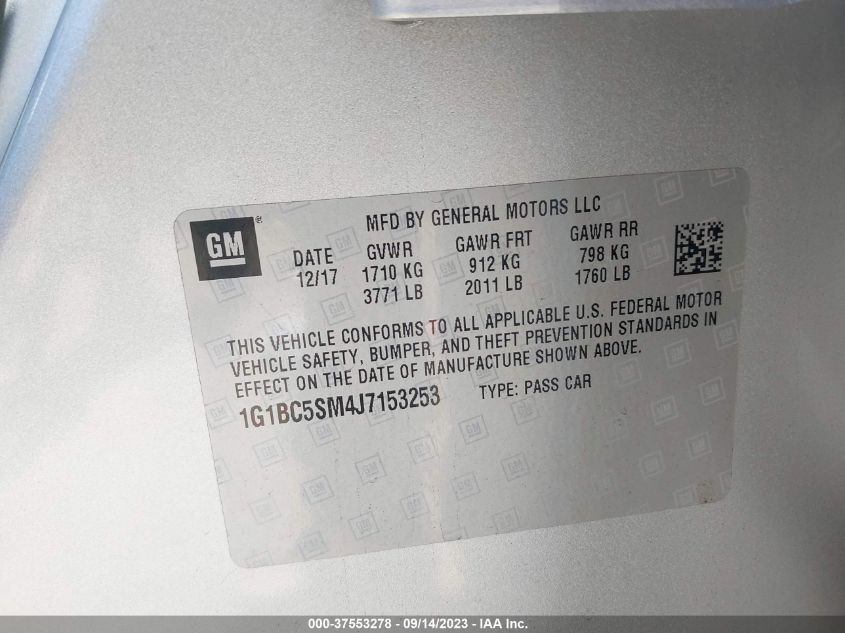 GM ®
MFD BY GENERAL MOTORS LLC
DATE GVWR GAWR FRT GAWR RR
12/17 1710 KG 912 KG 798 KG
3771 LB 2011 LB 1760 LB
THIS VEHICLE CONFORMS TO ALL APPLICABLE U.S. FEDERAL MOTOR
VEHICLE SAFETY, BUMPER, AND THEFT PREVENTION STANDARDS IN
EFFECT ON THE DATE OF MANUFACTURE SHOWN ABOVE.
1G1BC5SM4J7153253 TYPE: PASS CAR
000-37553278 - 09/14/2023 - IAA Inc.